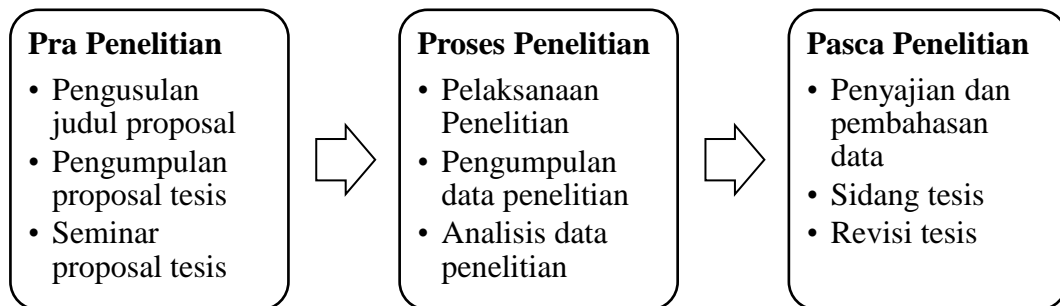 Pra Penelitian
• Pengusulan
judul proposal
• Pengumpulan
proposal tesis
• Seminar
proposal tesis
Proses Penelitian
• Pelaksanaan
Penelitian
• Pengumpulan
data penelitian
• Analisis data
penelitian
Pasca Penelitian
• Penyajian dan
pembahasan
data
• Sidang tesis
• Revisi tesis